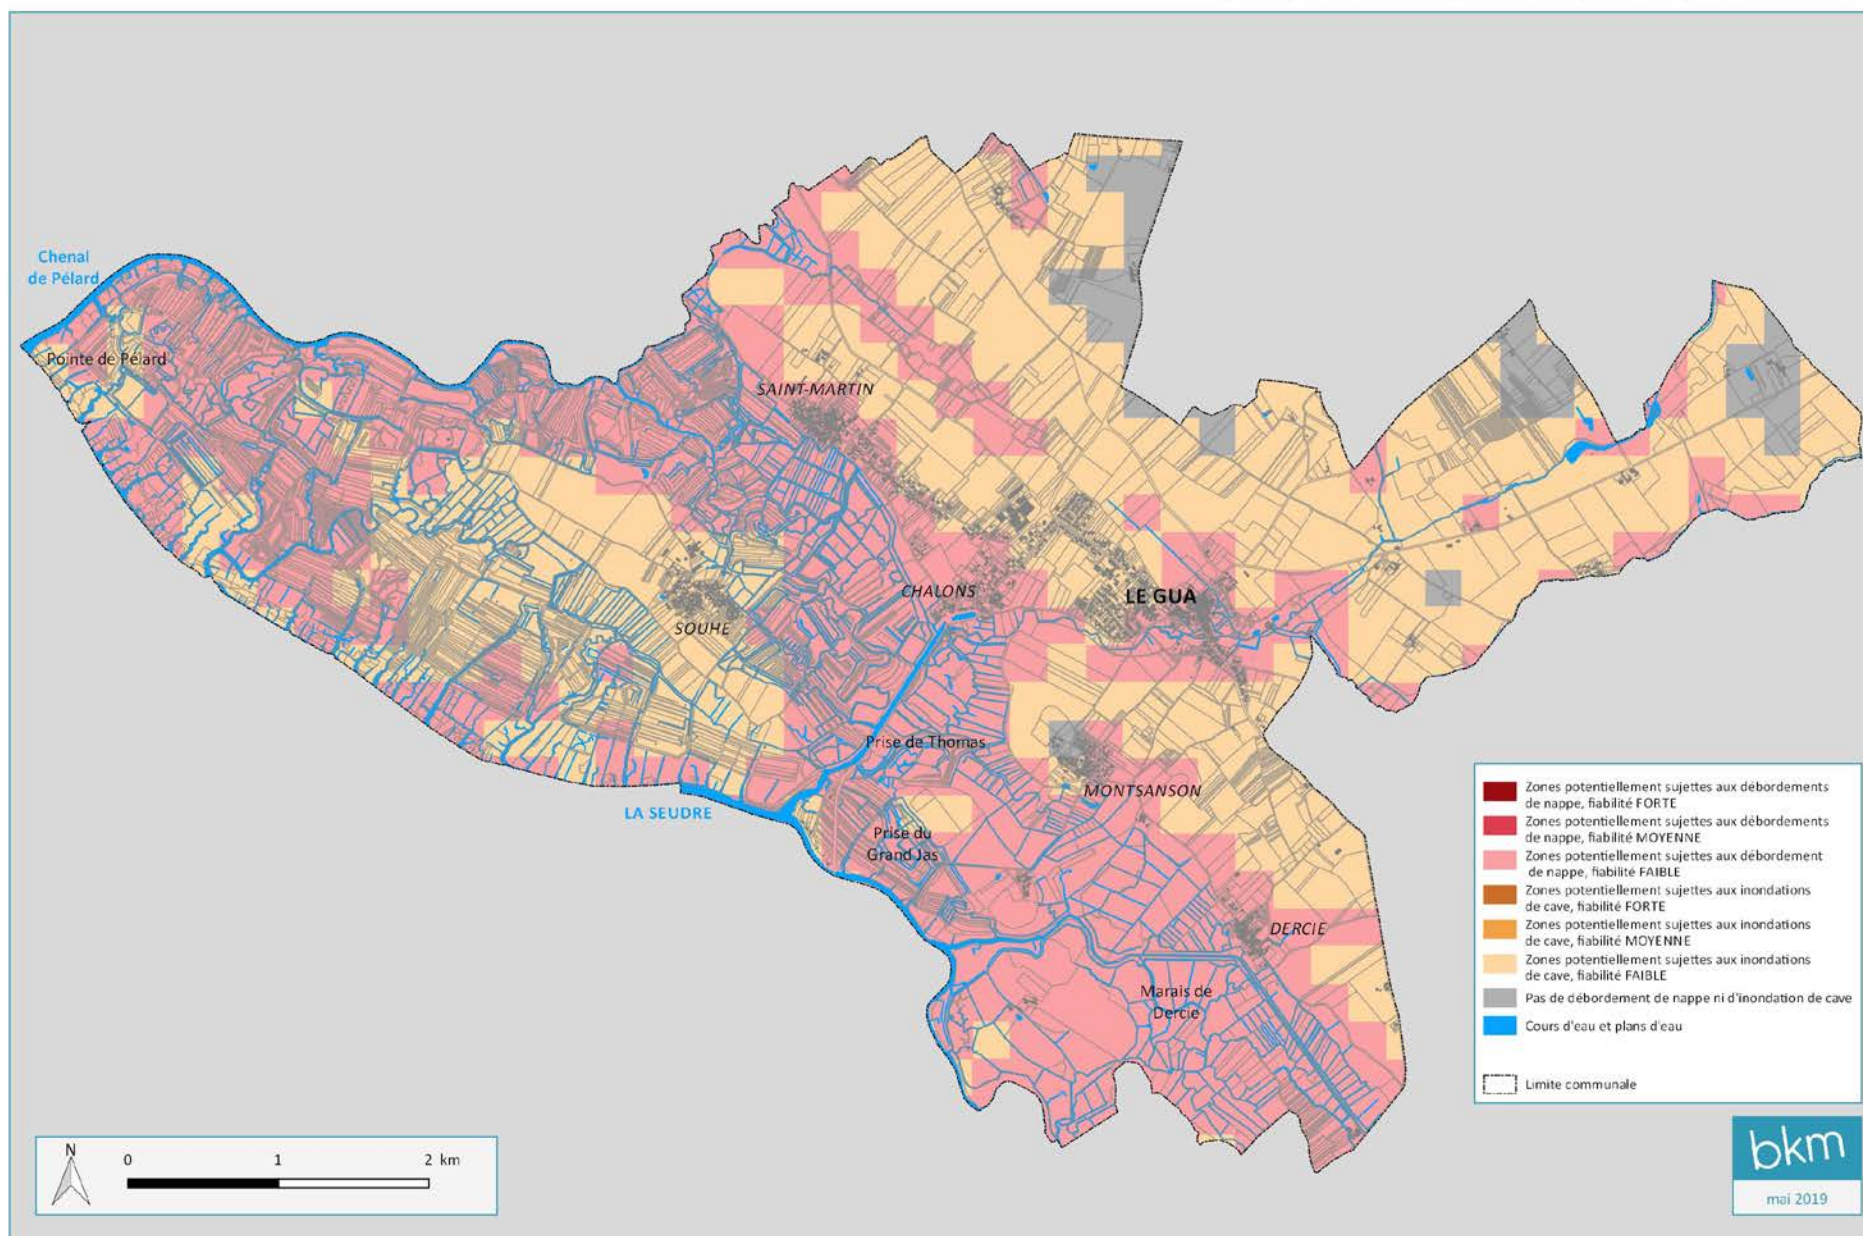 Chenal
de Pélard
Pointe de Pélard
SAINT-MARTIN
CHALONS
LE GUA
SOUHE
Prise de Thomas
MONTSANSON
LA SEUDRE
Prise du
Grand Jas
DERCIE
Marais de
Dercie
Zones potentiellement sujettes aux débordements
de nappe, fiabilité FORTE
Zones potentiellement sujettes aux débordements
de nappe, fiabilité MOYENNE
Zones potentiellement sujettes aux débordement
de nappe, fiabilité FAIBLE
Zones potentiellement sujettes aux inondations
de cave, fiabilité FORTE
Zones potentiellement sujettes aux inondations
de cave, fiabilité MOYENNE
Zones potentiellement sujettes aux inondations
de cave, fiabilité FAIBLE
Pas de débordement de nappe ni d'inondation de cave
Cours d'eau et plans d'eau
Limite communale
N
0 1 2 km
bkm
mai 2019